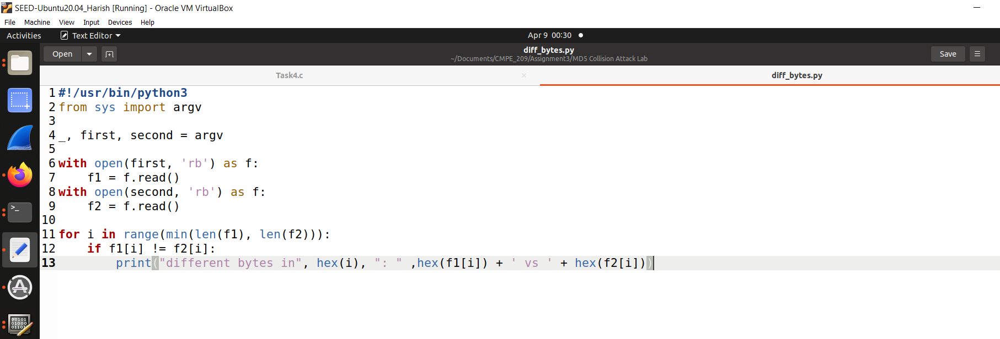 SEED-Ubuntu20.04_Harish [Running] - Oracle VM VirtualBox
File Machine View Input Devices Help
Activities Text Editor Apr 9 00:30
Open diff_bytes.py Save
~/Documents/CMPE_209/Assignment3/MD5 Collision Attack Lab
Task4.c × diff_bytes.py
1 #!/usr/bin/python3
2 from sys import argv
3
4 _, first, second = argv
5
6 with open(first, 'rb') as f:
7     f1 = f.read()
8 with open(second, 'rb') as f:
9     f2 = f.read()
10
11 for i in range(min(len(f1), len(f2))):
12     if f1[i] != f2[i]:
13         print("different bytes in", hex(i), ": " ,hex(f1[i]) + ' vs ' + hex(f2[i]))
>_
00101
01000
01101